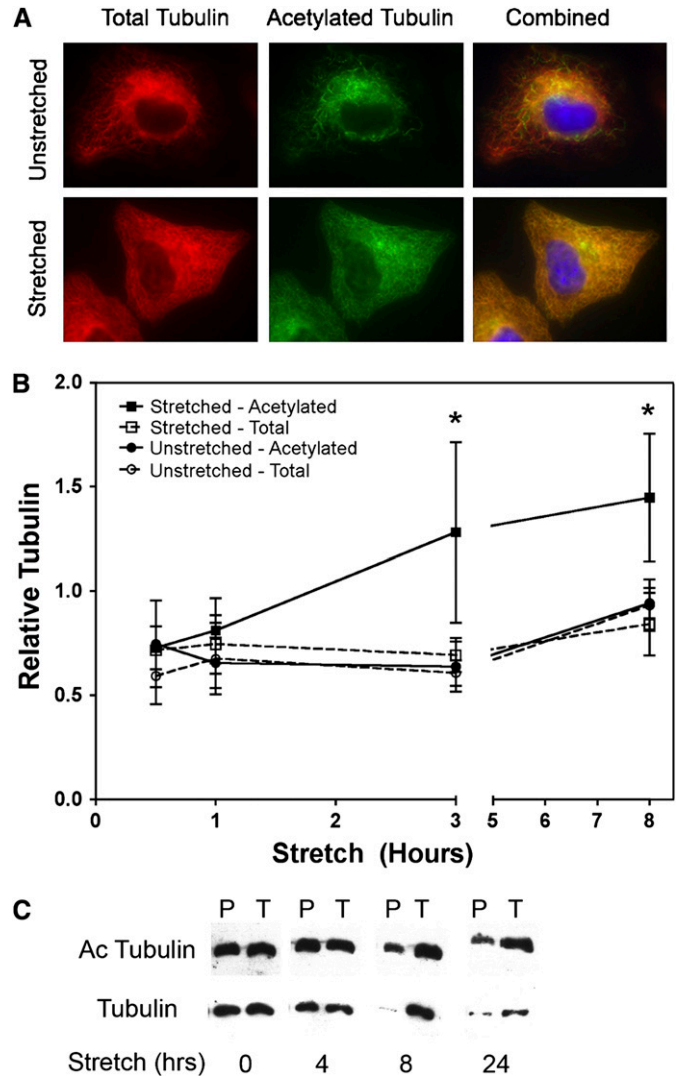 A
Total Tubulin Acetylated Tubulin Combined
Unstretched
Stretched
B
2.0
1.5
1.0
0.5
0.0
Relative Tubulin
Stretched - Acetylated
Stretched - Total
Unstretched - Acetylated
Unstretched - Total
* *
0 1 2 3 5 6 7 8
Stretch (Hours)
C
P T P T P T P T
Ac Tubulin
Tubulin
Stretch (hrs) 0 4 8 24